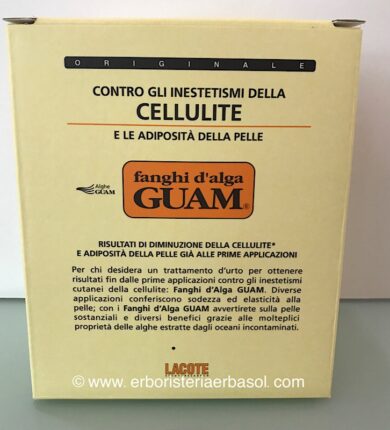 ORIGINALE
CONTRO GLI INESTETISMI DELLA
CELLULITE
E LE ADIPOSITÀ DELLA PELLE
Alghe
GUAM
fanghi d'alga
GUAM®
RISULTATI DI DIMINUZIONE DELLA CELLULITE*
E ADIPOSITÀ DELLA PELLE GIÀ ALLE PRIME APPLICAZIONI
Per chi desidera un trattamento d'urto per ottenere
risultati fin dalle prime applicazioni contro gli inestetismi
cutanei della cellulite: Fanghi d'Alga GUAM. Diverse
applicazioni conferiscono sodezza ed elasticità alla
pelle; con i Fanghi d'Alga GUAM avvertirete sulla pelle
sostanziali e diversi benefici grazie alle molteplici
proprietà delle alghe estratte dagli oceani incontaminati.
LACOTE
© www. erboristeriaerbasol. com